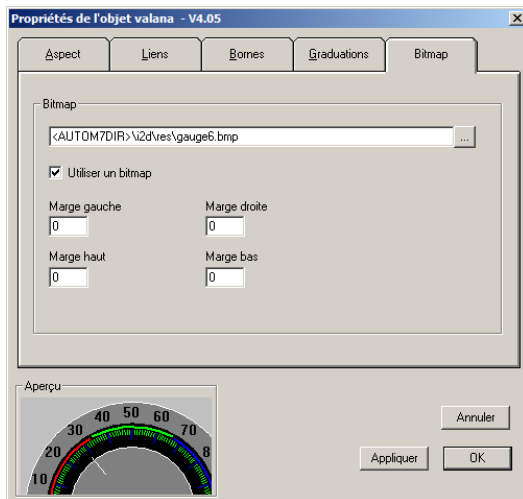 Propriétés de l'objet valana - V4.05
Aspect Liens Bornes Graduations Bitmap
Bitmap
<AUTOM7DIR>\i2d\res\gauge6.bmp ...
Utiliser un bitmap
Marge gauche Marge droite
0 0
Marge haut Marge bas
0 0
Aperçu
10 20 30 40 50 60 70 8
Annuler
Appliquer OK